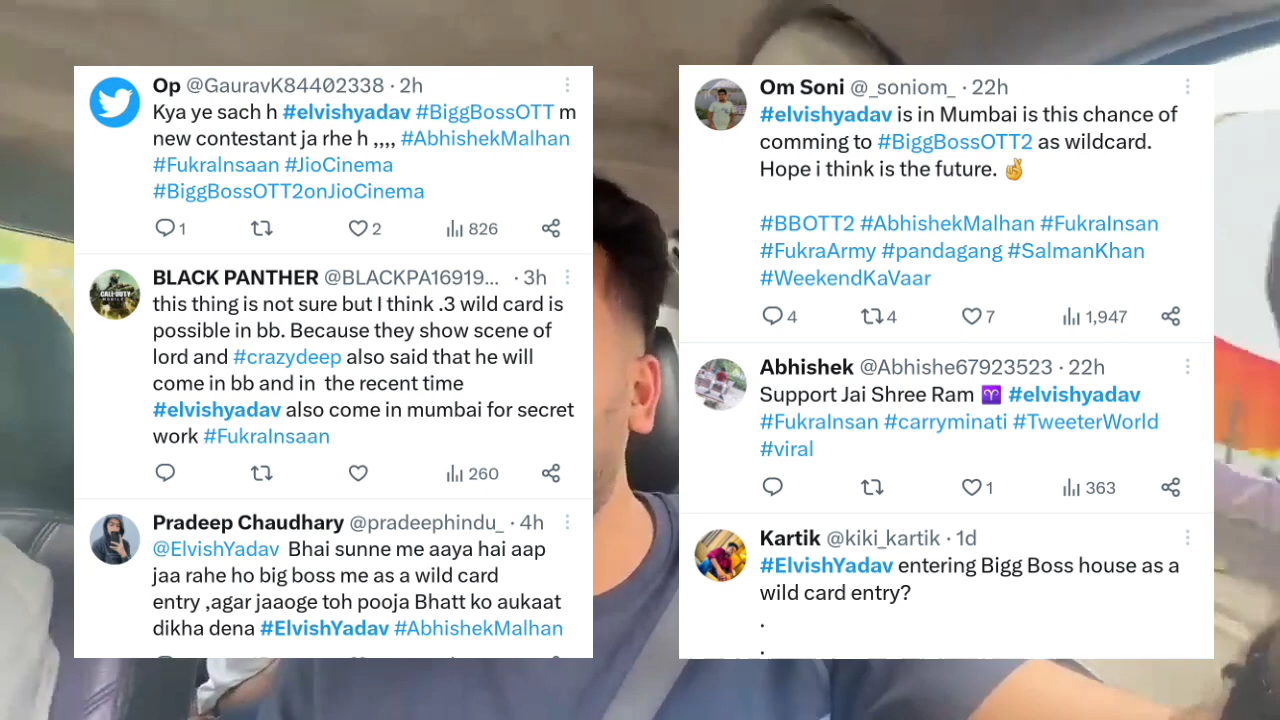 Op @GauravK84402338 · 2h
Kya ye sach h #elvishyadav #BiggBossOTT m
new contestant ja rhe h ,,,, #AbhishekMalhan
#FukraInsaan #JioCinema
#BiggBossOTT2onJioCinema
1 2 826
BLACK PANTHER @BLACKPA16919... · 3h
this thing is not sure but I think .3 wild card is
possible in bb. Because they show scene of
lord and #crazydeep also said that he will
come in bb and in the recent time
#elvishyadav also come in mumbai for secret
work #FukraInsaan
260
Pradeep Chaudhary @pradeephindu_ · 4h
@ElvishYadav Bhai sunne me aaya hai aap
jaa rahe ho big boss me as a wild card
entry ,agar jaaoge toh pooja Bhatt ko aukaat
dikha dena #ElvishYadav #AbhishekMalhan
Om Soni @_soniom_ · 22h
#elvishyadav is in Mumbai is this chance of
comming to #BiggBossOTT2 as wildcard.
Hope i think is the future. 🤞
#BBOTT2 #AbhishekMalhan #FukraInsan
#FukraArmy #pandagang #SalmanKhan
#WeekendKaVaar
4 4 7 1,947
Abhishek @Abhishe67923523 · 22h
Support Jai Shree Ram ♈ #elvishyadav
#FukraInsan #carryminati #TweeterWorld
#viral
1 363
Kartik @kiki_kartik · 1d
#ElvishYadav entering Bigg Boss house as a
wild card entry?
.
.